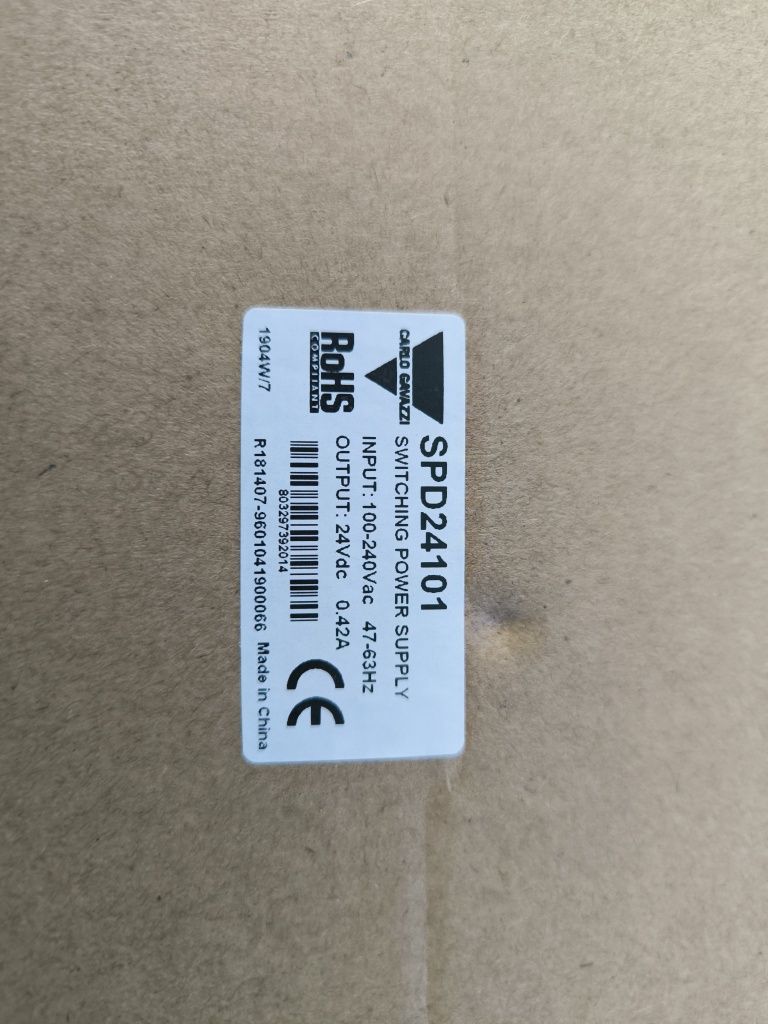 CARLO GAVAZZI
SPD24101
SWITCHING POWER SUPPLY
INPUT: 100-240Vac 47-63Hz
OUTPUT: 24Vdc 0.42A
RoHS
COMPLIANT
CE
803297392014
1904W/7
R181407-9601041900066 Made in China